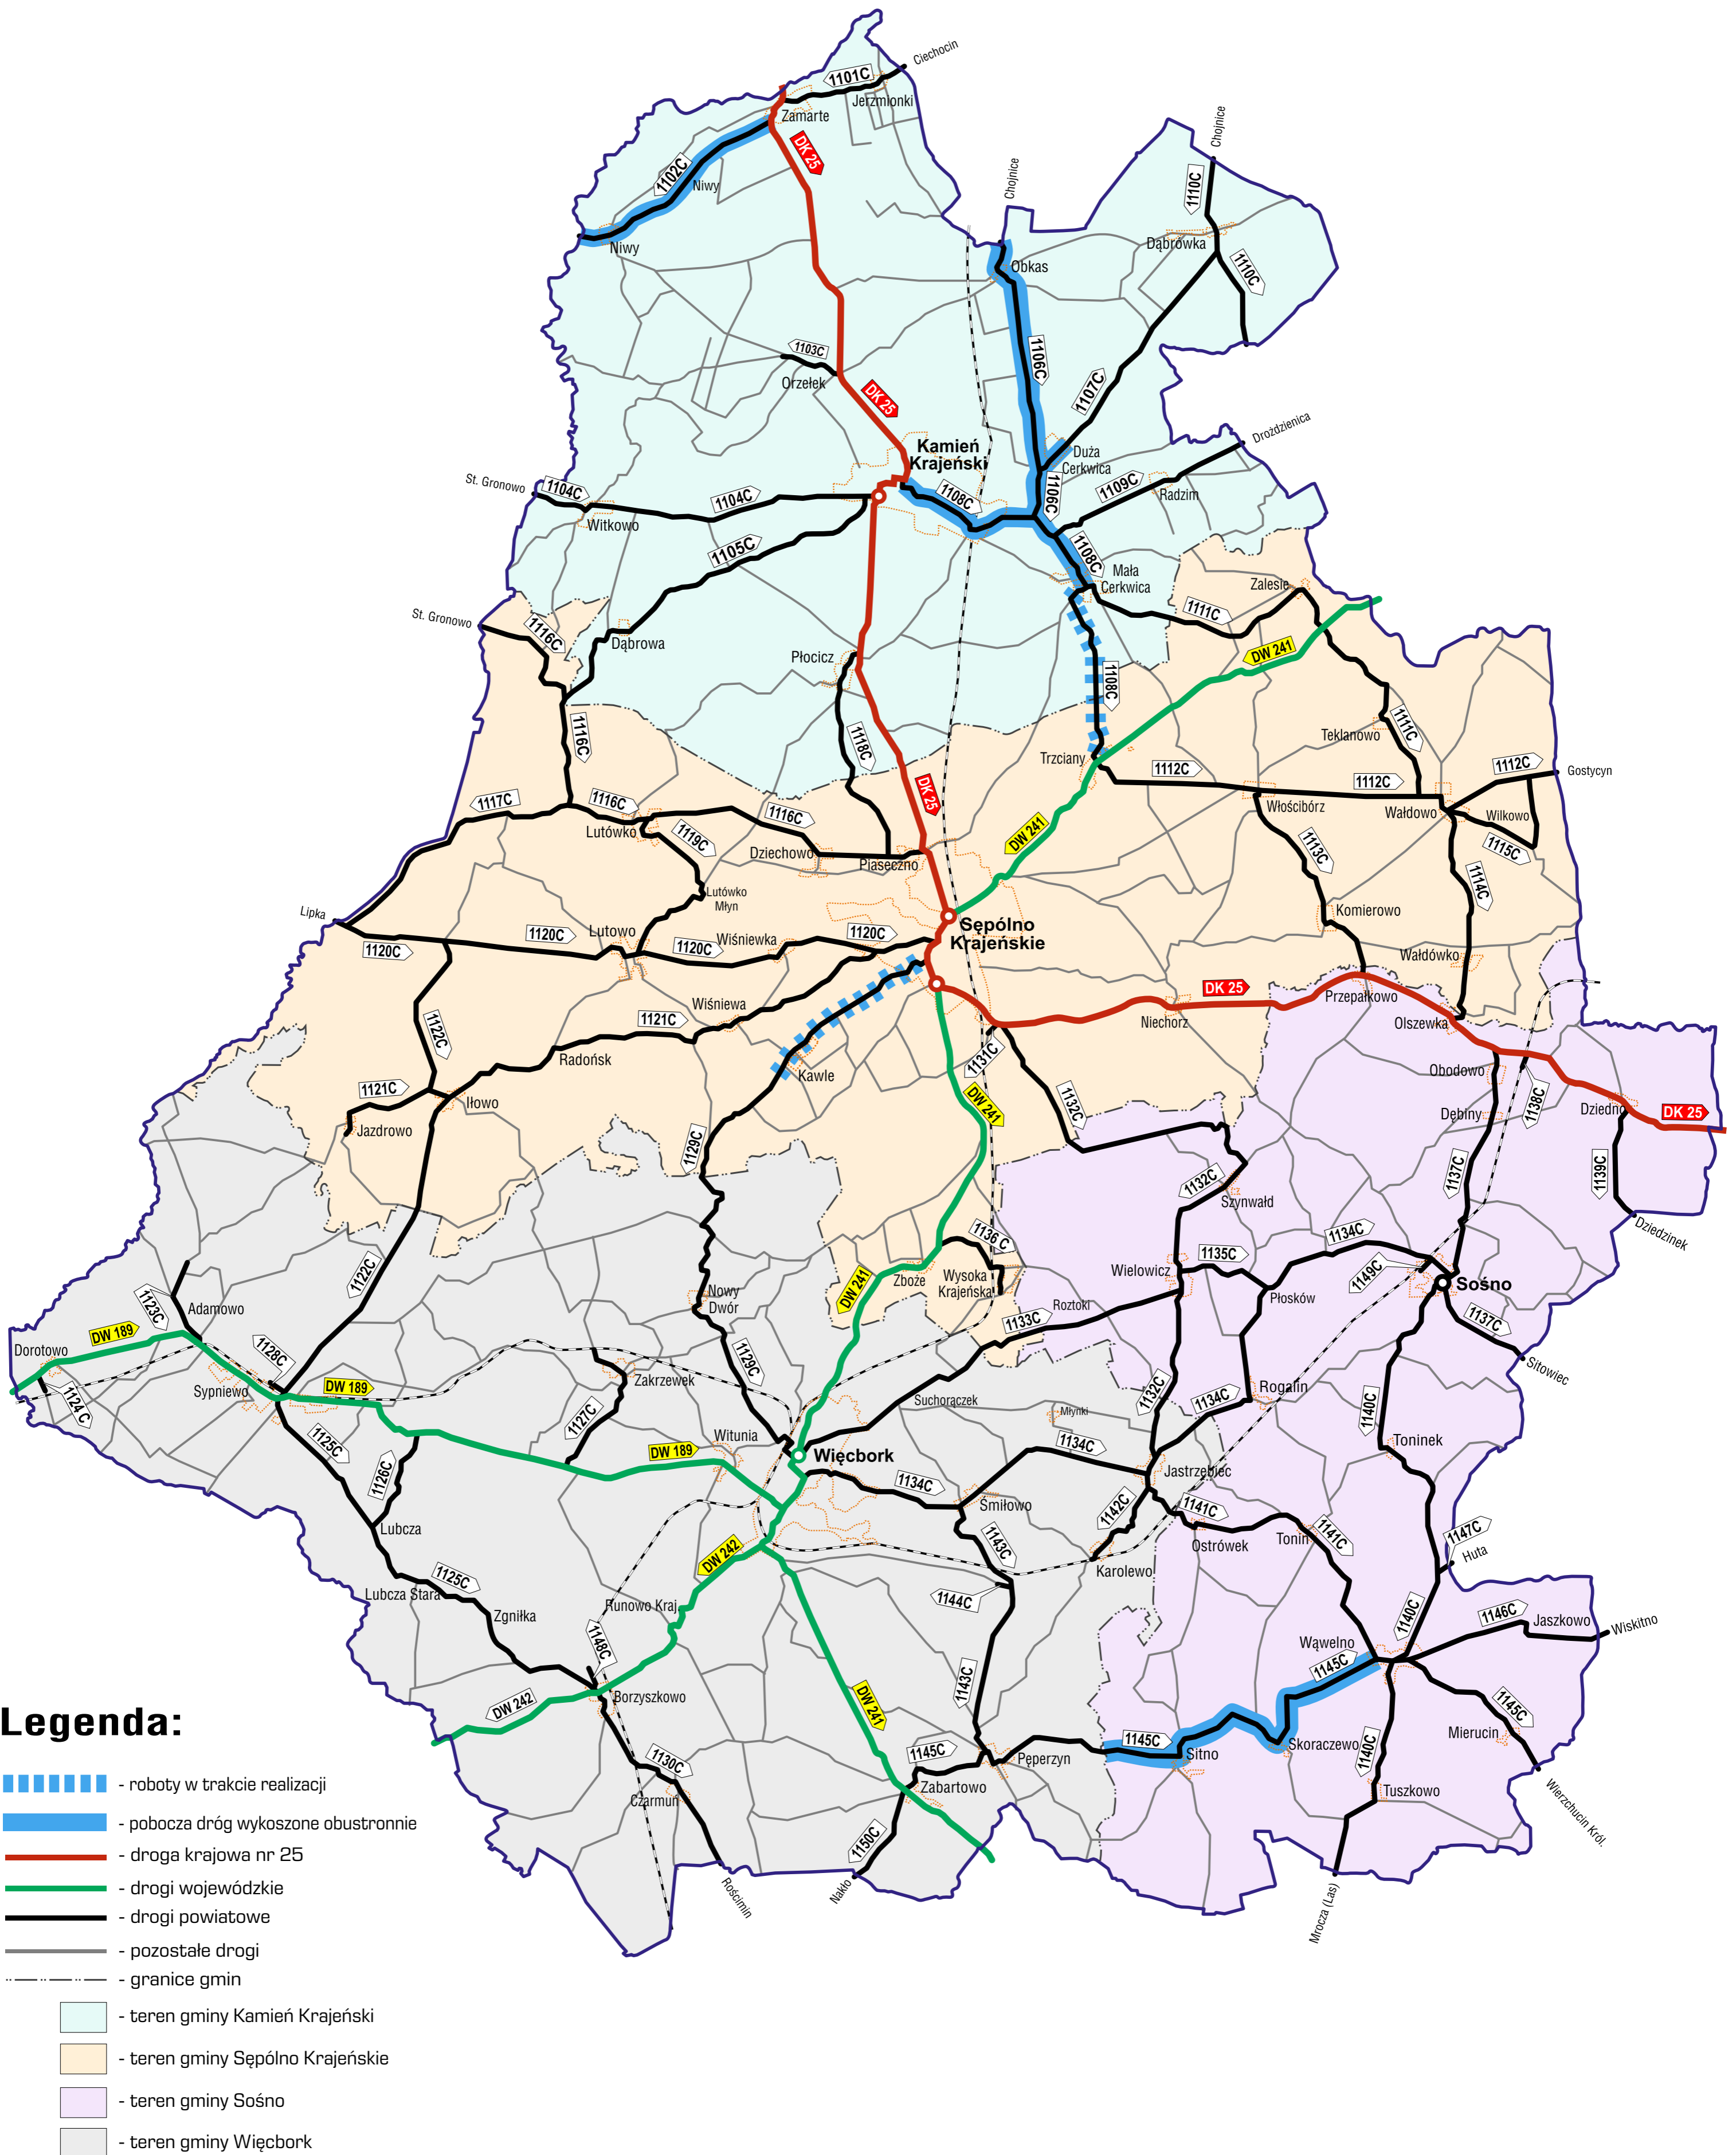 Ciechocin
1101C
Jerzmionki
Zamarte
DK 25
1102C
Niwy
Niwy
Chojnice
Chojnice
1110C
Dąbrówka
1110C
Obkas
1106C
1103C
Orzełek
DK 25
1107C
Kamień
Krajeński
Duża
Cerkwica
Drożdzienica
St. Gronowo
1104C
1104C
1108C
1106C
1109C
Radzim
Witkowo
1105C
1108C
Mała
Cerkwica
Zalesie
1111C
St. Gronowo
1116C
Dąbrowa
Płocicz
DW 241
1108C
1116C
1118C
Teklanowo
1111C
Trzciany
1112C
1112C
1112C
Gostycyn
DK 25
1117C
1116C
1116C
Lutówko
1119C
Dziechowo
Piaseczno
DW 241
Włościbórz
Wałdowo
Wilkowo
1113C
1115C
1114C
Lutówko
Młyn
Lipka
Komierowo
Sępólno
Krajeńskie
1120C
1120C
Lutowo
1120C
Wiśniewka
1120C
Wałdówko
Wiśniewa
DK 25
Przepałkowo
1122C
1121C
Niechorz
Olszewka
Radońsk
Kawle
1131C
1121C
Iłowo
Jazdrowo
DW 241
1132C
Obodowo
Dębiny
1138C
Dziedno
DK 25
1129C
1132C
Szynwałd
1137C
1139C
Dziedzinek
1136 C
1134C
1122C
DW 241
Zboże
Wysoka
Krajeńska
Wielowicz
1135C
1149C
Sośno
Płosków
Nowy
Dwór
Roztoki
1133C
1137C
1123C
Adamowo
DW 189
Dorotowo
1128C
1129C
Sitowiec
1124 C
Sypniewo
DW 189
Zakrzewek
Suchorączek
Młynki
1132C
1134C
Rogalin
1140C
1127C
1125C
1126C
Witunia
DW 189
Więcbork
1134C
Toninek
1134C
Śmiłowo
Jastrzębiec
1142C
1141C
Ostrówek
Tonin
1141C
1147C
Huta
Lubcza
1143C
Karolewo
DW 242
1125C
Lubcza Stara
Zgniłka
Runowo Kraj.
1144C
1140C
1146C
Jaszkowo
Wiskitno
1148C
Wąwelno
1145C
1143C
Borzyszkowo
DW 242
DW 241
1145C
Mierucin
1145C
Sitno
Skoraczewo
1140C
1145C
Pęperzyn
1130C
Czarmuń
Zabartowo
Tuszkowo
Wierzchucin Król.
1150C
Nakło
Rościmin
Mrocza (Las)
Legenda:
- roboty w trakcie realizacji
- pobocza dróg wykoszone obustronnie
- droga krajowa nr 25
- drogi wojewódzkie
- drogi powiatowe
- pozostałe drogi
- granice gmin
- teren gminy Kamień Krajeński
- teren gminy Sępólno Krajeńskie
- teren gminy Sośno
- teren gminy Więcbork